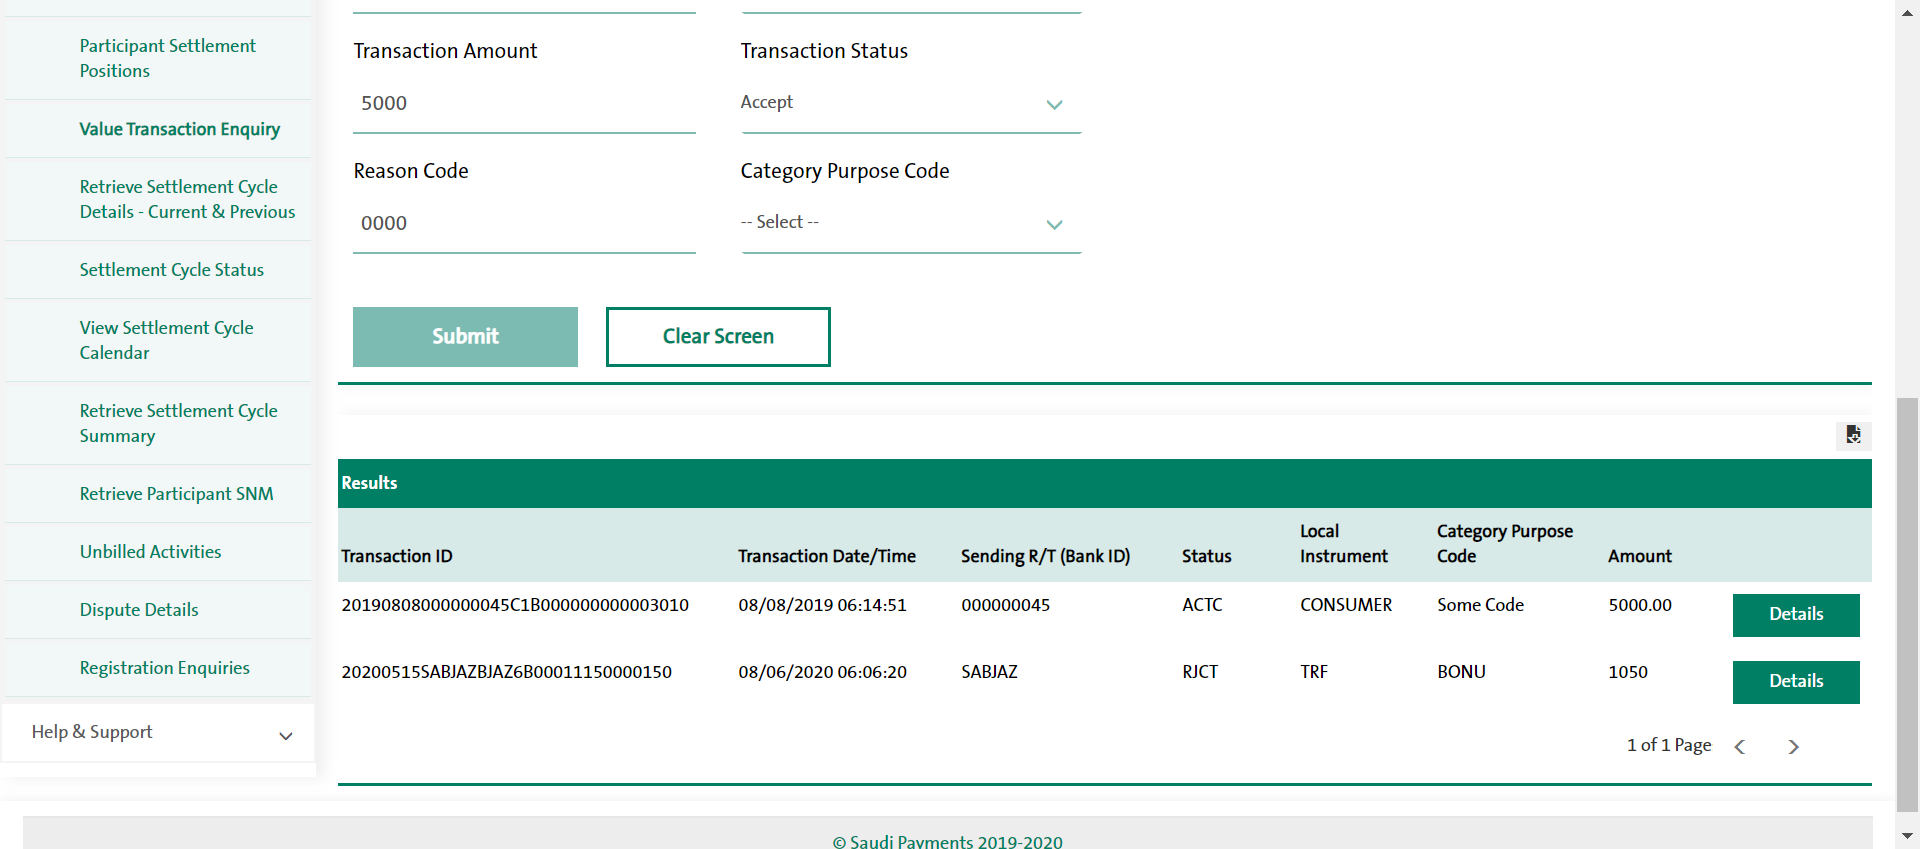 Participant Settlement
Positions
Value Transaction Enquiry
Retrieve Settlement Cycle
Details - Current & Previous
Settlement Cycle Status
View Settlement Cycle
Calendar
Retrieve Settlement Cycle
Summary
Retrieve Participant SNM
Unbilled Activities
Dispute Details
Registration Enquiries
Help & Support
Transaction Amount
Transaction Status
5000
Accept
Reason Code
Category Purpose Code
0000
-- Select --
Submit
Clear Screen
Results
Transaction ID Transaction Date/Time Sending R/T (Bank ID) Status Local Instrument Category Purpose Code Amount
20190808000000045C1B000000000003010 08/08/2019 06:14:51 000000045 ACTC CONSUMER Some Code 5000.00 Details
20200515SABJAZBJAZ6B00011150000150 08/06/2020 06:06:20 SABJAZ RJCT TRF BONU 1050 Details
1 of 1 Page
© Saudi Payments 2019-2020